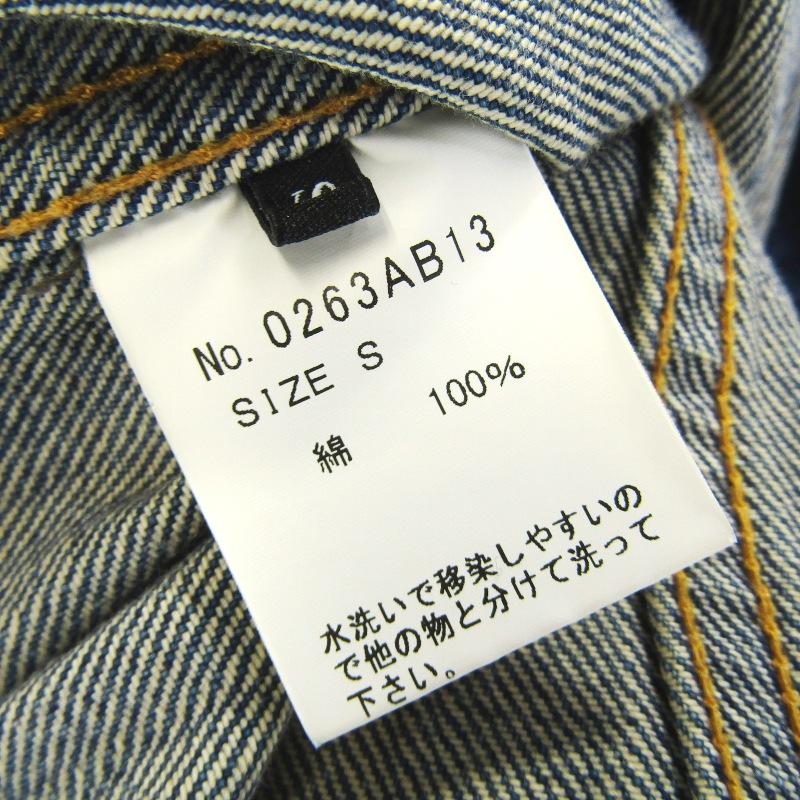 No. 0263AB13
SIZE S
綿 100%
水洗いで移染しやすいの
で他の物と分けて洗って
下さい。